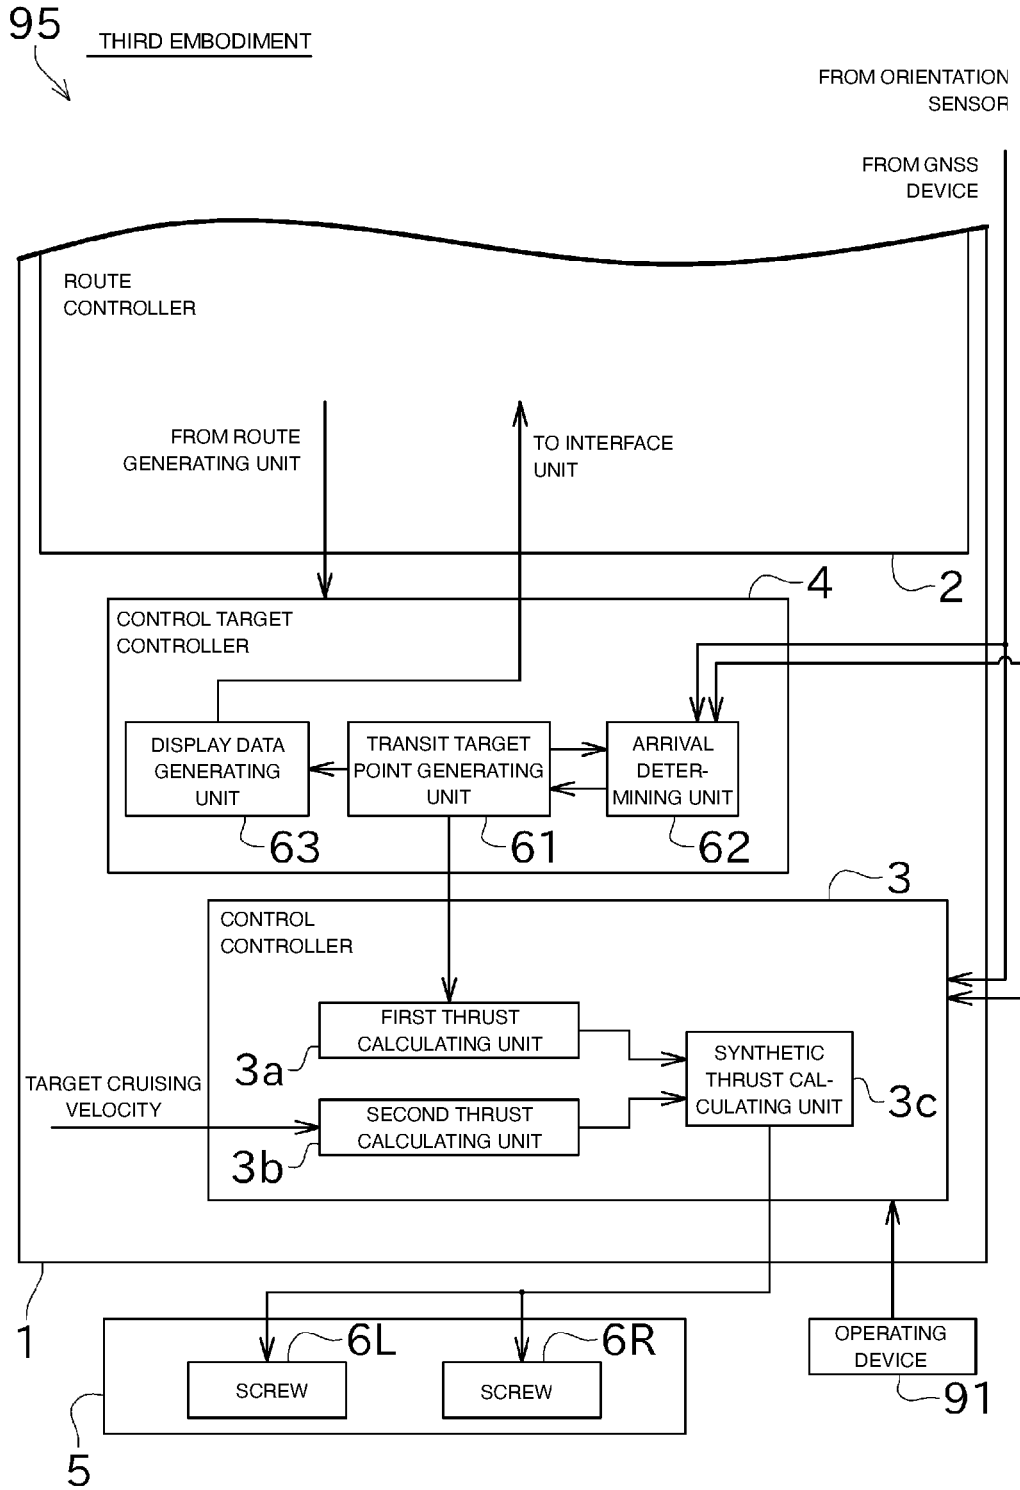 95
THIRD EMBODIMENT
FROM ORIENTATION
SENSOR
FROM GNSS
DEVICE
ROUTE
CONTROLLER
FROM ROUTE
GENERATING UNIT
TO INTERFACE
UNIT
2
4
CONTROL TARGET
CONTROLLER
DISPLAY DATA
GENERATING
UNIT
63
TRANSIT TARGET
POINT GENERATING
UNIT
61
ARRIVAL
DETER-
MINING UNIT
62
3
CONTROL
CONTROLLER
FIRST THRUST
CALCULATING UNIT
3a
TARGET CRUISING
VELOCITY
SECOND THRUST
CALCULATING UNIT
3b
SYNTHETIC
THRUST CAL-
CULATING UNIT
3c
1
6L
SCREW
6R
SCREW
5
OPERATING
DEVICE
91